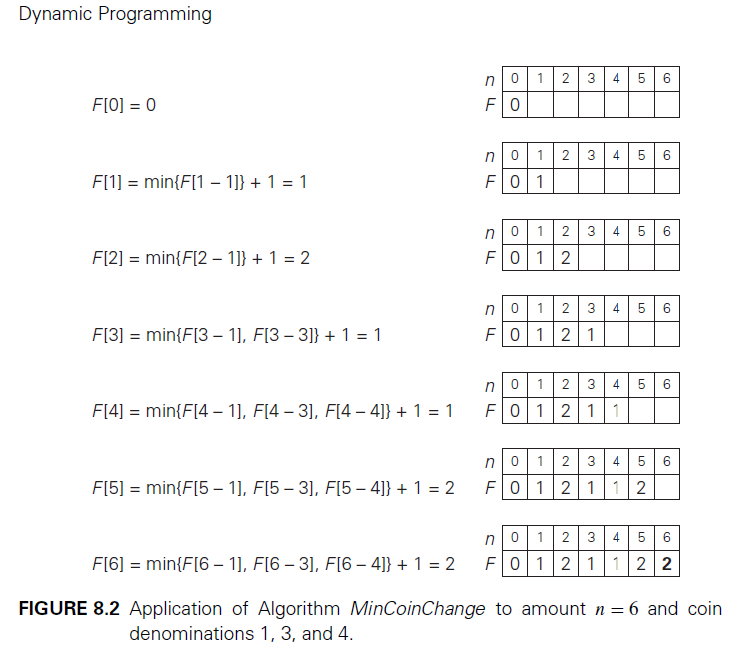 Dynamic Programming
n 0 1 2 3 4 5 6
F[0] = 0 F 0
n 0 1 2 3 4 5 6
F[1] = min{F[1 – 1]} + 1 = 1 F 0 1
n 0 1 2 3 4 5 6
F[2] = min{F[2 – 1]} + 1 = 2 F 0 1 2
n 0 1 2 3 4 5 6
F[3] = min{F[3 – 1], F[3 – 3]} + 1 = 1 F 0 1 2 1
n 0 1 2 3 4 5 6
F[4] = min{F[4 – 1], F[4 – 3], F[4 – 4]} + 1 = 1 F 0 1 2 1 1
n 0 1 2 3 4 5 6
F[5] = min{F[5 – 1], F[5 – 3], F[5 – 4]} + 1 = 2 F 0 1 2 1 1 2
n 0 1 2 3 4 5 6
F[6] = min{F[6 – 1], F[6 – 3], F[6 – 4]} + 1 = 2 F 0 1 2 1 1 2 2
FIGURE 8.2 Application of Algorithm MinCoinChange to amount n = 6 and coin
denominations 1, 3, and 4.